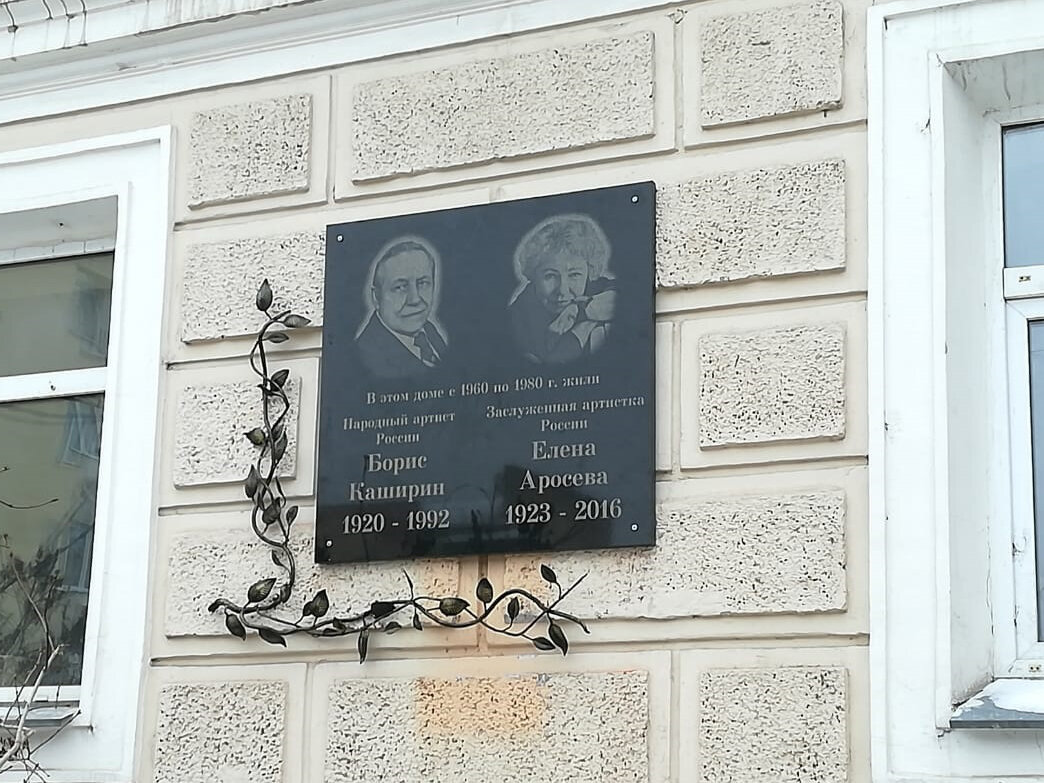 В этом доме с 1960 по 1980 г. жили
Народный артист
России
Борис
Каширин
1920 - 1992
Заслуженная артистка
России
Елена
Аросева
1923 - 2016